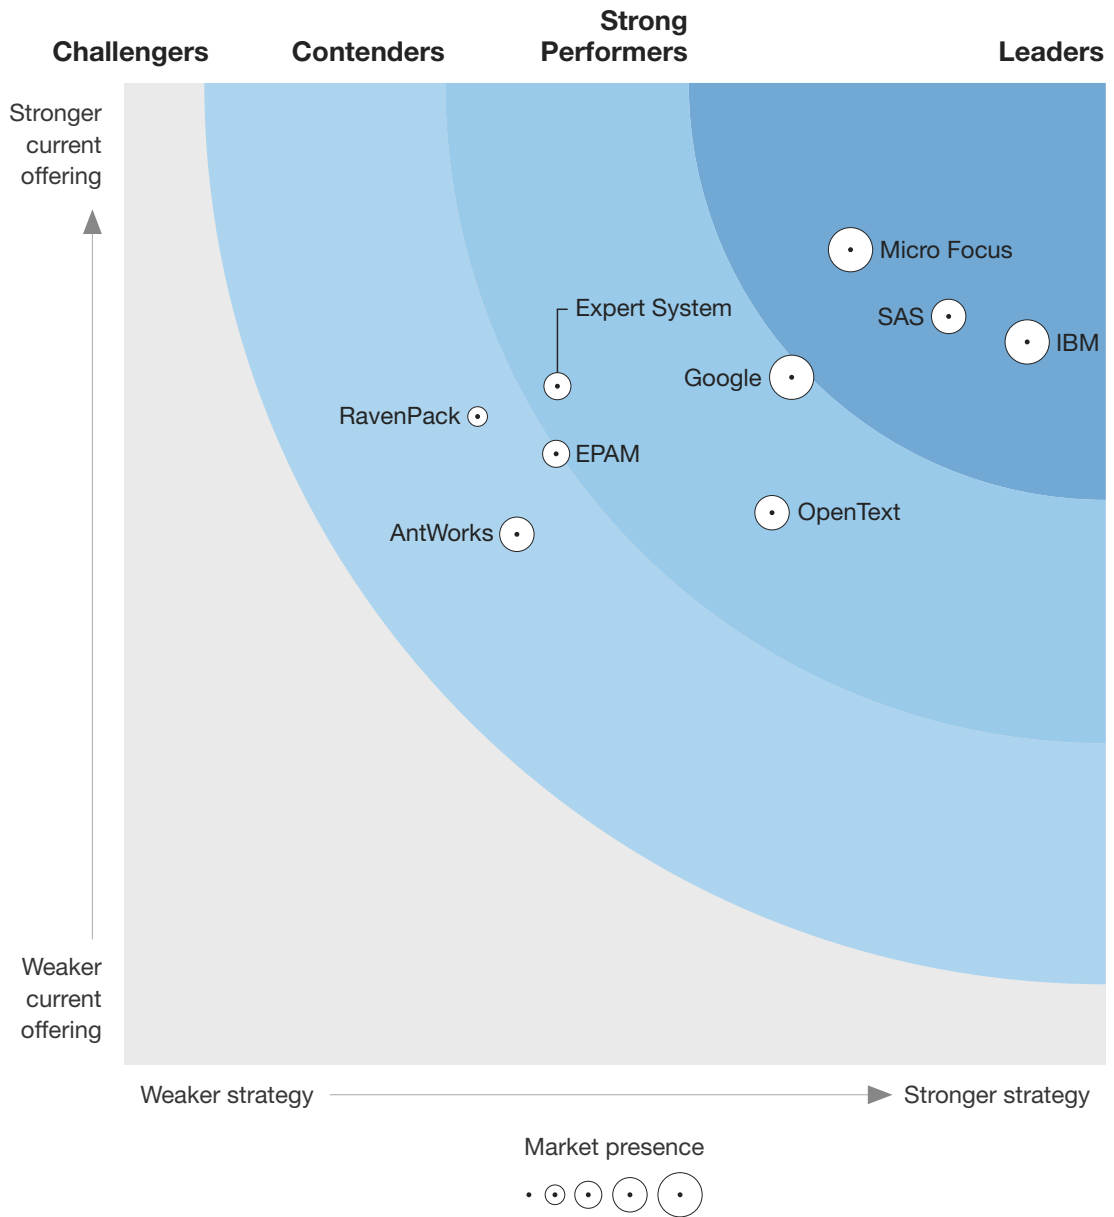 Challengers
Contenders
Strong
Performers
Leaders
Stronger
current
offering
Micro Focus
Expert System
SAS
IBM
Google
RavenPack
EPAM
OpenText
AntWorks
Weaker
current
offering
Weaker strategy
Stronger strategy
Market presence